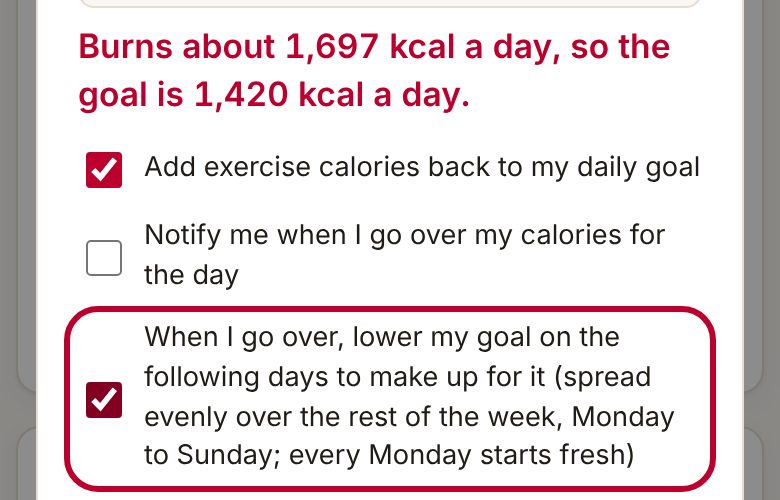 Burns about 1,697 kcal a day, so the
goal is 1,420 kcal a day.
Add exercise calories back to my daily goal
Notify me when I go over my calories for
the day
When I go over, lower my goal on the
following days to make up for it (spread
evenly over the rest of the week, Monday
to Sunday; every Monday starts fresh)